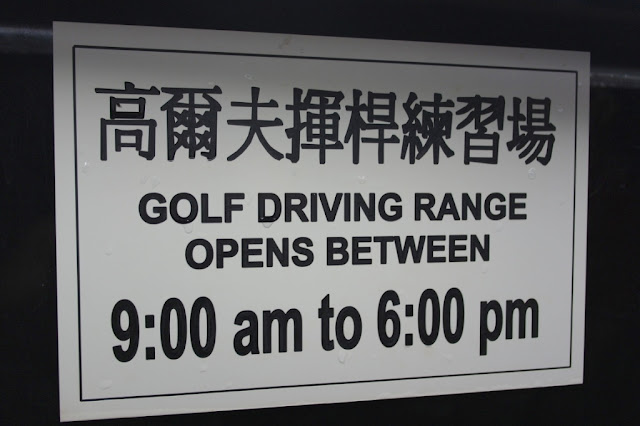 高爾夫揮桿練習場
GOLF DRIVING RANGE
OPENS BETWEEN
9:00 am to 6:00 pm